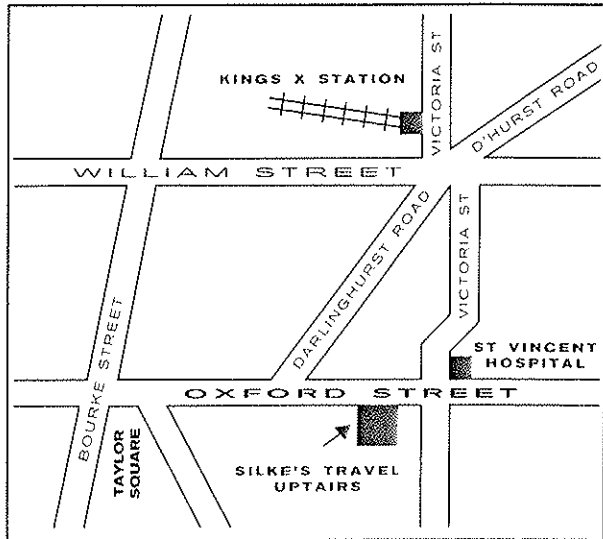 VICTORIA ST
D'HURST ROAD
KINGS X STATION
WILLIAM STREET
DARLINGHURST ROAD
VICTORIA ST
BOURKE STREET
ST VINCENT
HOSPITAL
OXFORD STREET
TAYLOR
SQUARE
SILKE'S TRAVEL
UPTAIRS